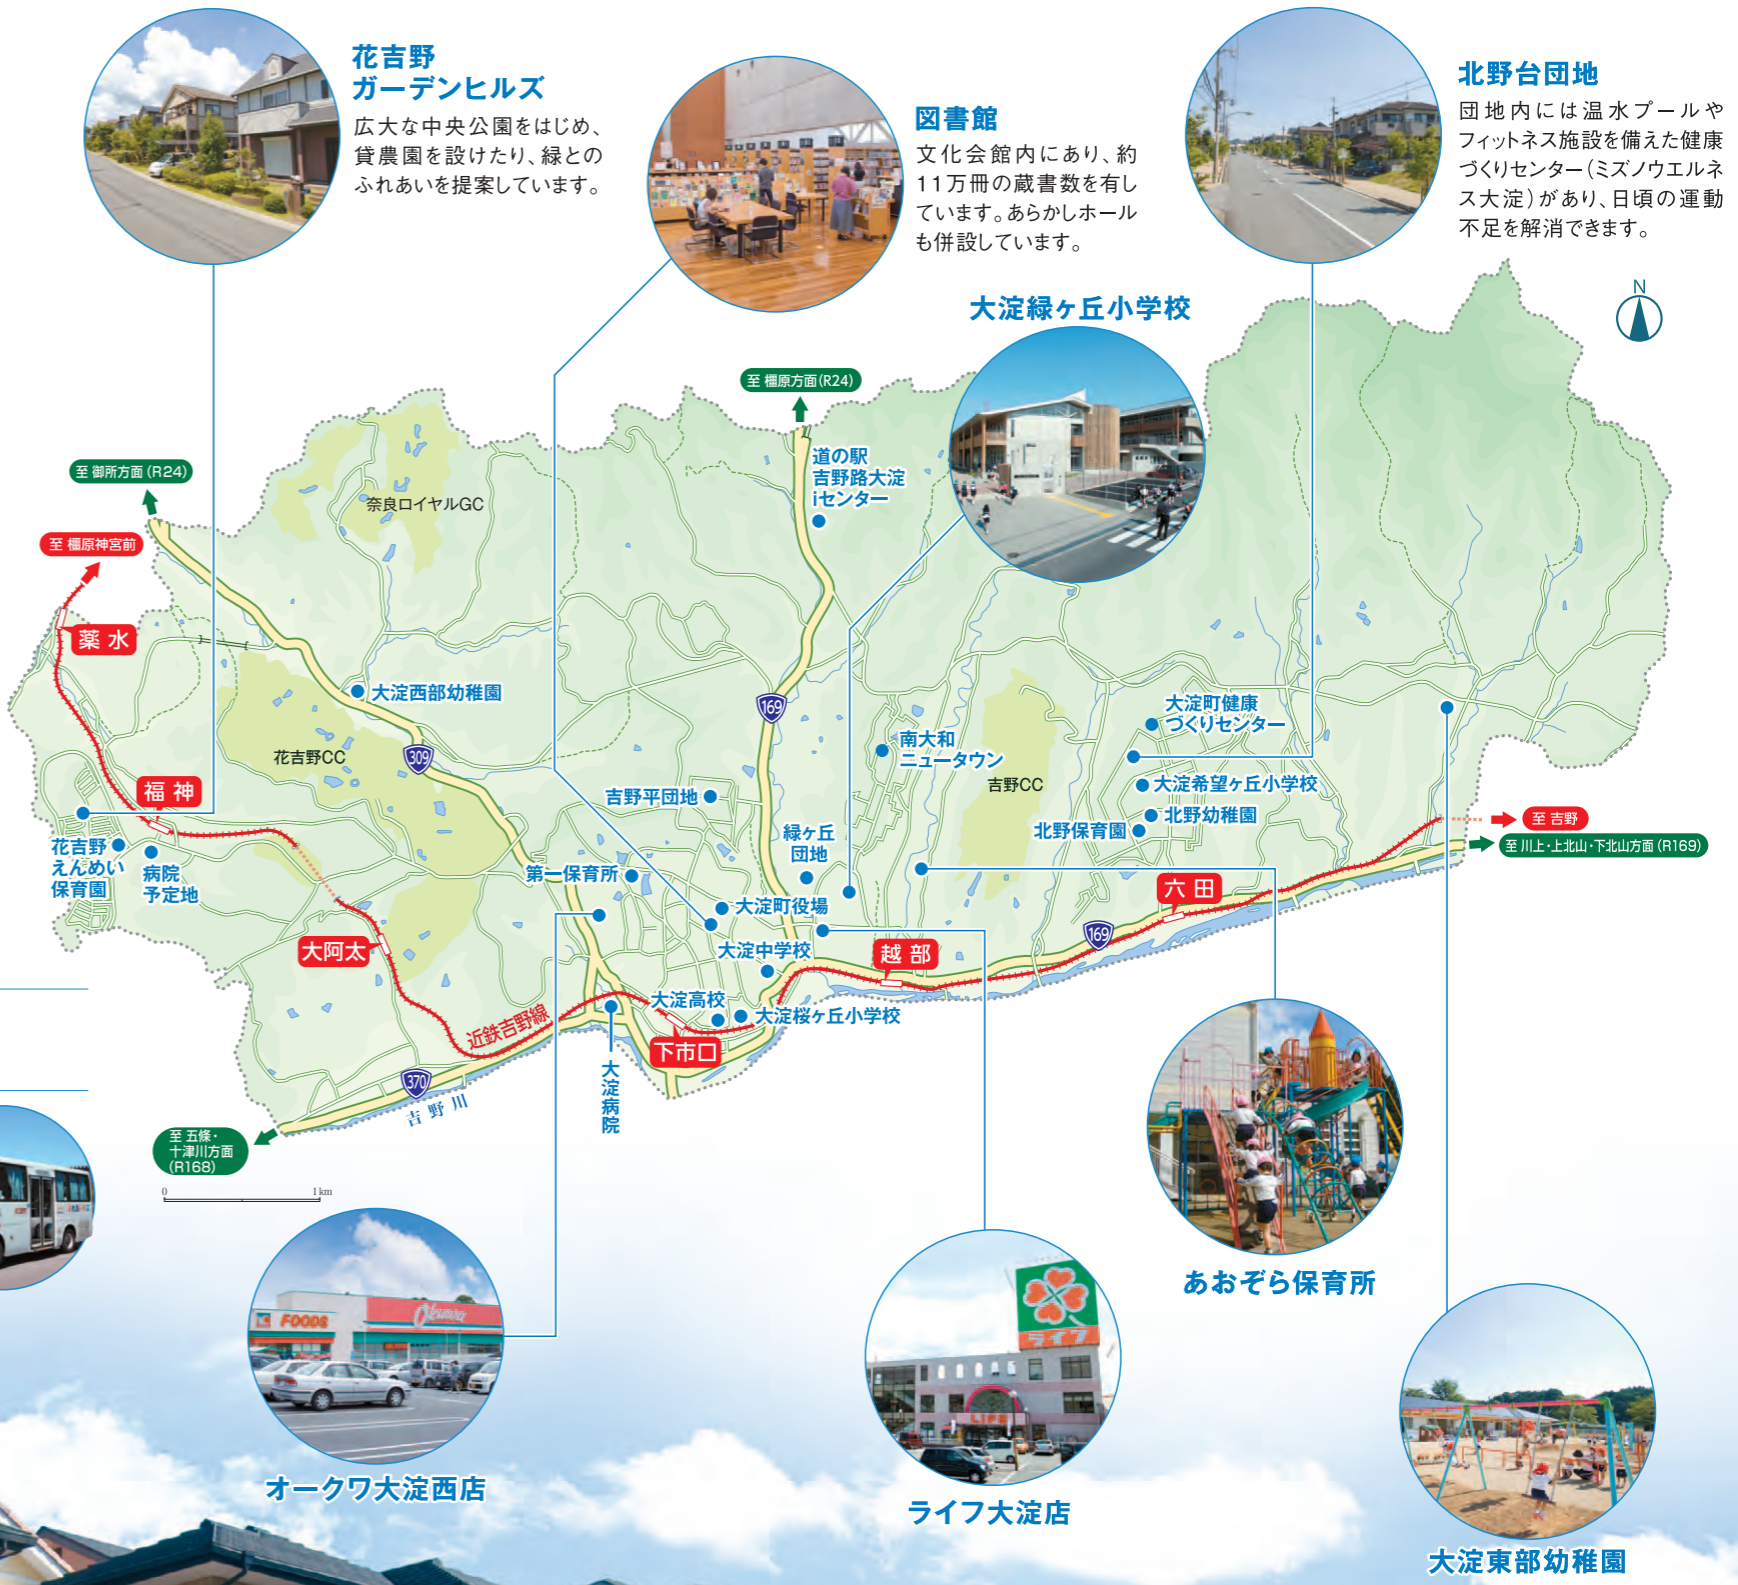 花吉野
ガーデンヒルズ
広大な中央公園をはじめ、
貸農園を設けたり、緑との
ふれあいを提案しています。
図書館
文化会館内にあり、約
11万冊の蔵書数を有し
ています。あらかしホール
も併設しています。
北野台団地
団地内には温水プールや
フィットネス施設を備えた健康
づくりセンター(ミズノウエルネ
ス大淀)があり、日頃の運動
不足を解消できます。
N
大淀緑ヶ丘小学校
至 橿原方面(R24)
道の駅
吉野路大淀
iセンター
至 御所方面(R24)
奈良ロイヤルGC
至 橿原神宮前
薬水
大淀西部幼稚園
169
309
花吉野CC
南大和
ニュータウン
吉野CC
大淀町健康
づくりセンター
大淀希望ヶ丘小学校
北野幼稚園
北野保育園
福神
吉野平団地
緑ヶ丘
団地
至 吉野
至 川上・上北山・下北山方面(R169)
花吉野
えんめい
保育園
病院
予定地
第一保育所
大淀町役場
六田
169
大阿太
大淀中学校
越部
大淀高校
大淀桜ヶ丘小学校
近鉄吉野線
下市口
370
吉野川
大淀病院
至 五條・
十津川方面
(R168)
0 1km
FOODS
Okuwa
オークワ大淀西店
ライフ
LIFE
ライフ大淀店
あおぞら保育所
大淀東部幼稚園